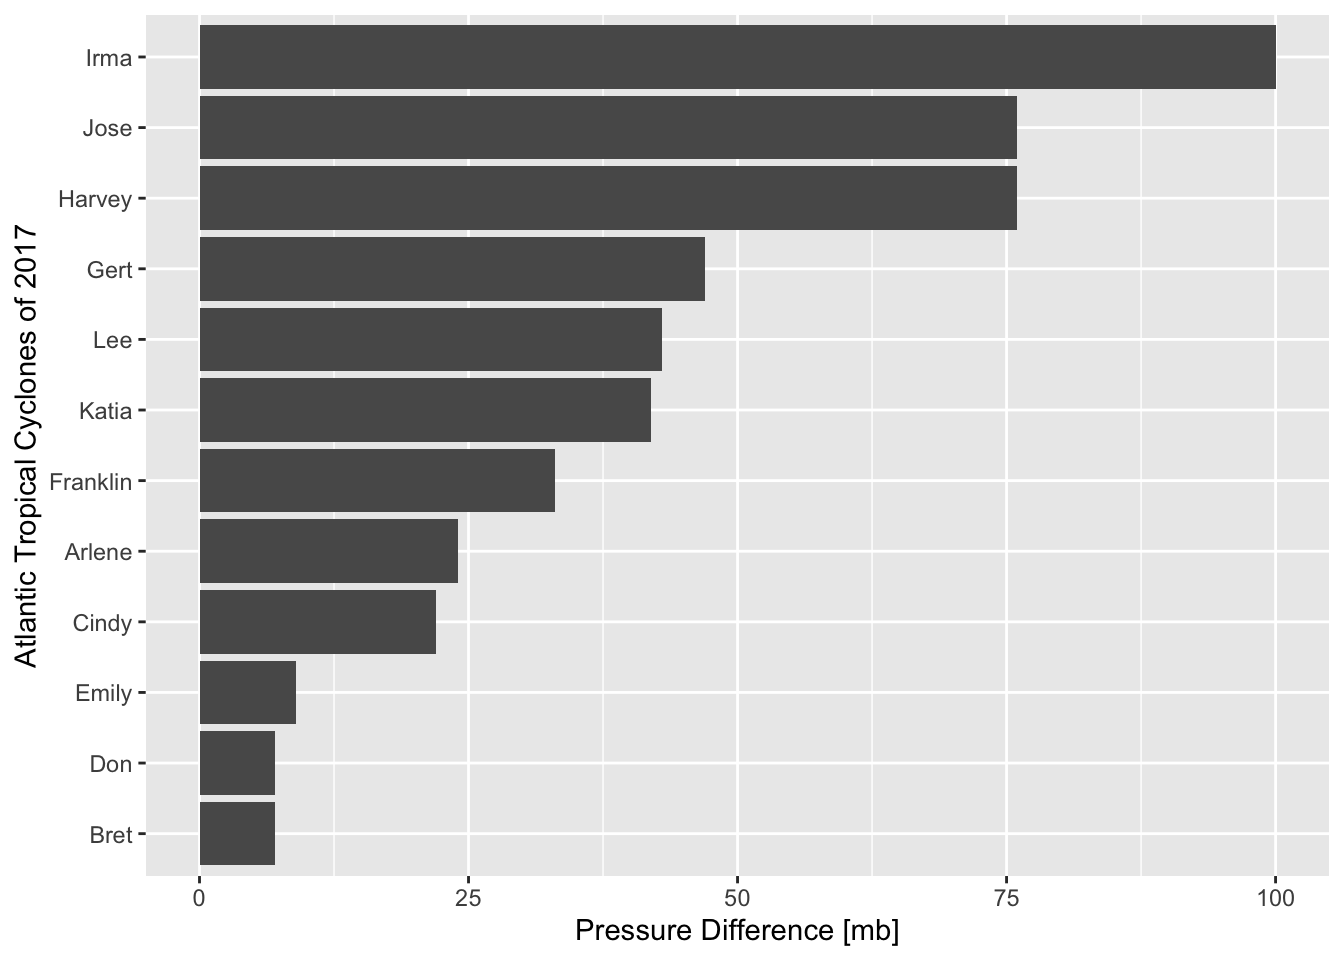 Atlantic Tropical Cyclones of 2017
Irma
Jose
Harvey
Gert
Lee
Katia
Franklin
Arlene
Cindy
Emily
Don
Bret
0 25 50 75 100
Pressure Difference [mb]